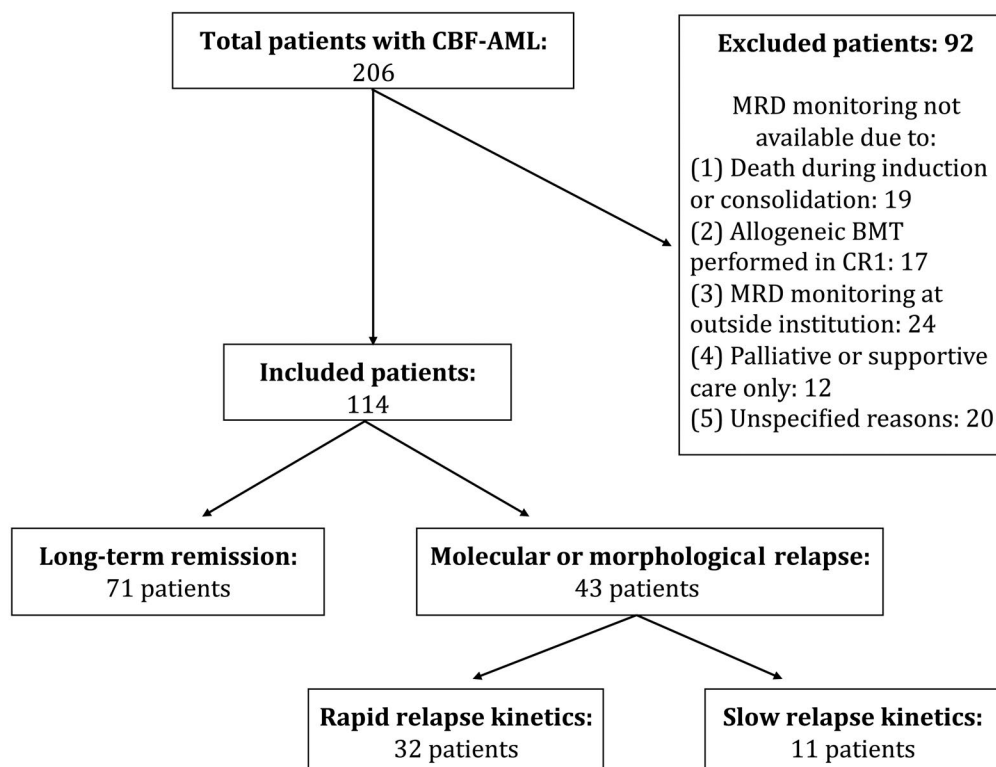 Total patients with CBF-AML:
206
Excluded patients: 92
MRD monitoring not
available due to:
(1) Death during induction
or consolidation: 19
(2) Allogeneic BMT
performed in CR1: 17
(3) MRD monitoring at
outside institution: 24
(4) Palliative or supportive
care only: 12
(5) Unspecified reasons: 20
Included patients:
114
Long-term remission:
71 patients
Molecular or morphological relapse:
43 patients
Rapid relapse kinetics:
32 patients
Slow relapse kinetics:
11 patients